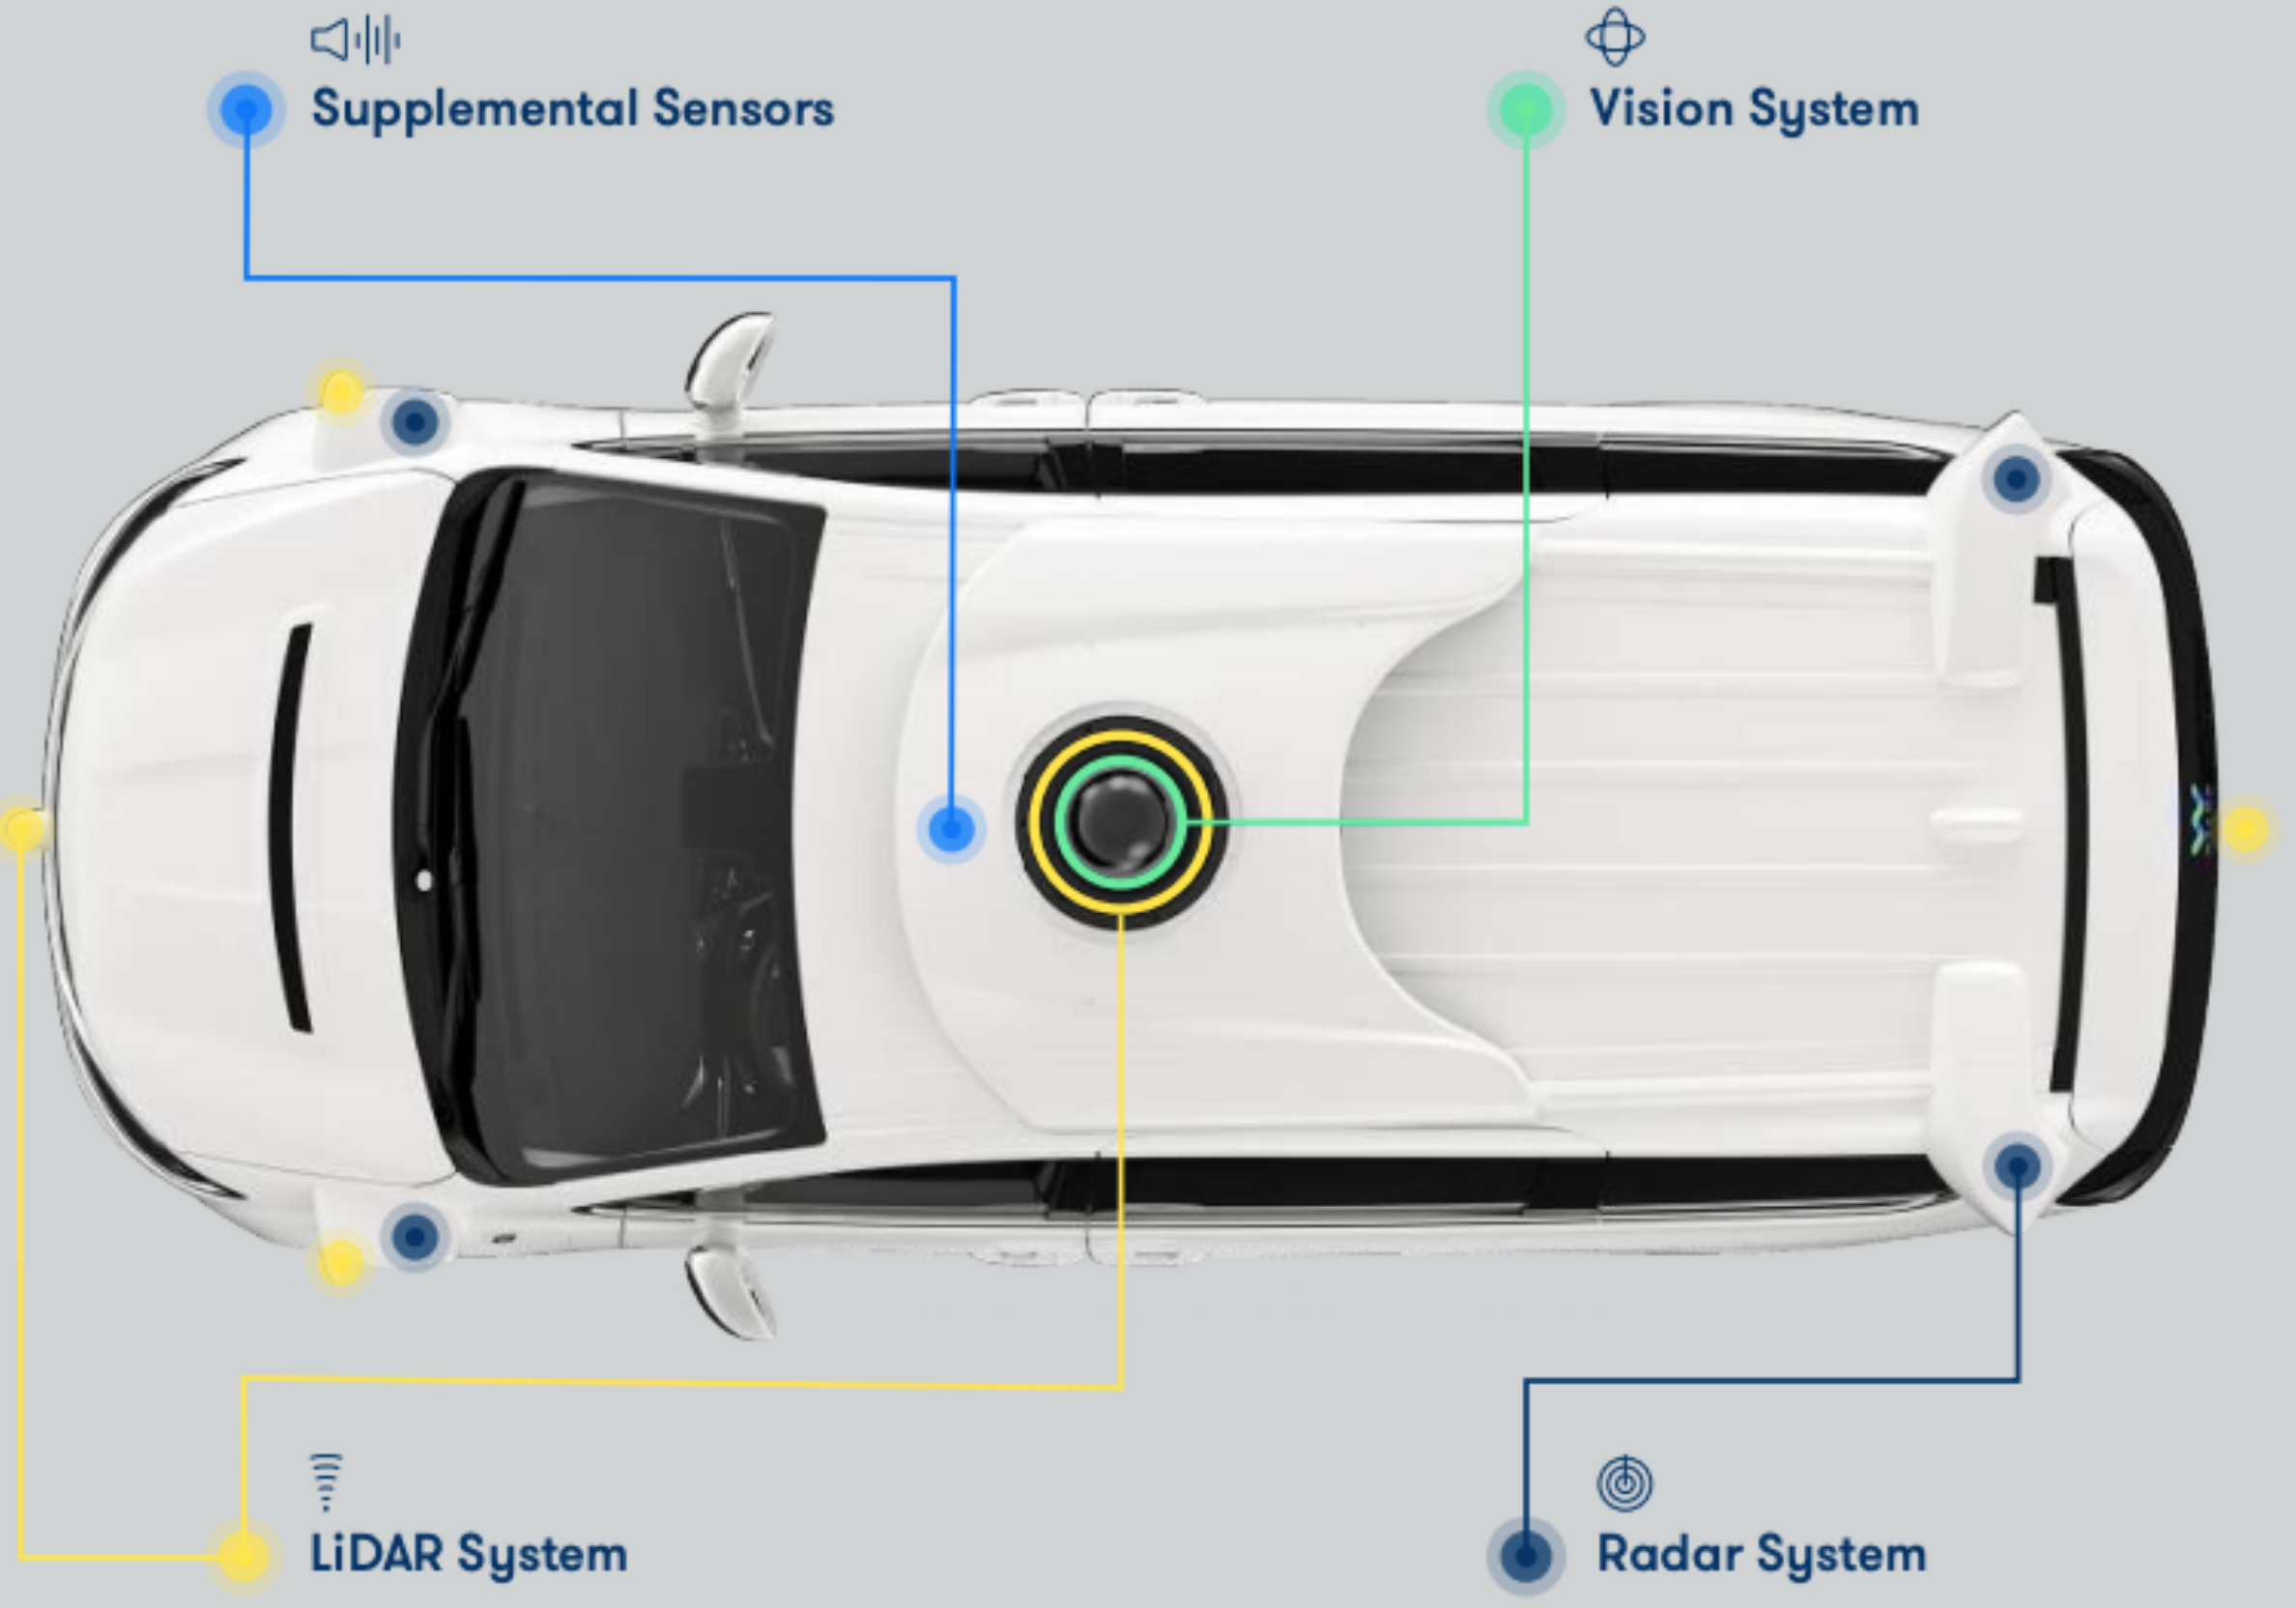 Supplemental Sensors
Vision System
LiDAR System
Radar System